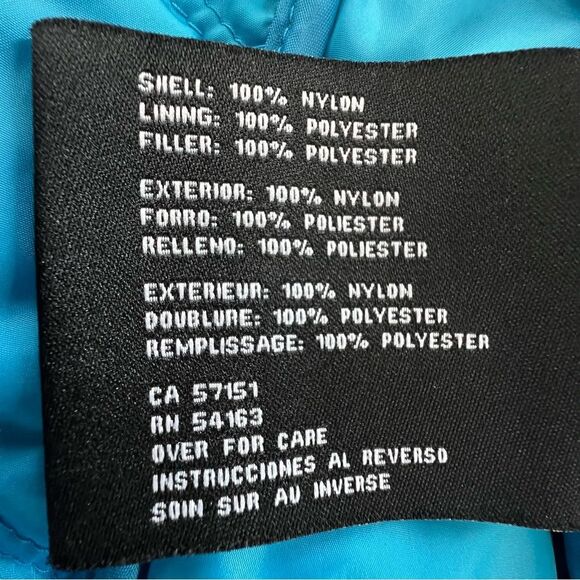 SHELL: 100% NYLON
LINING: 100% POLYESTER
FILLER: 100% POLYESTER
EXTERIOR: 100% NYLON
FORRO: 100% POLIESTER
RELLENO: 100% POLIESTER
EXTERIEUR: 100% NYLON
DOUBLURE: 100% POLYESTER
REMPLISSAGE: 100% POLYESTER
CA 57151
RN 54163
OVER FOR CARE
INSTRUCCIONES AL REVERSO
SOIN SUR AU INVERSE